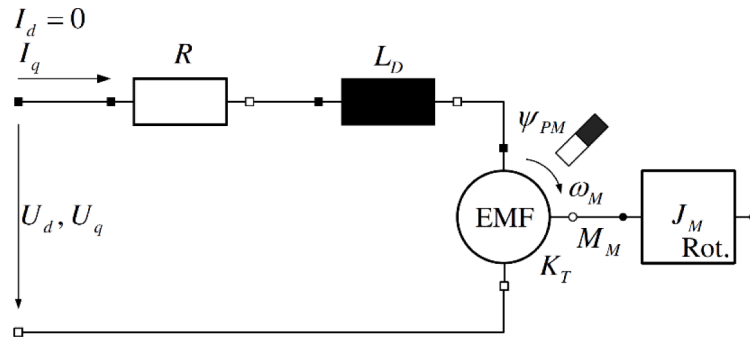 I_d = 0
I_q
R
L_D
ψ_PM
ω_M
U_d, U_q
EMF
M_M
J_M
Rot.
K_T